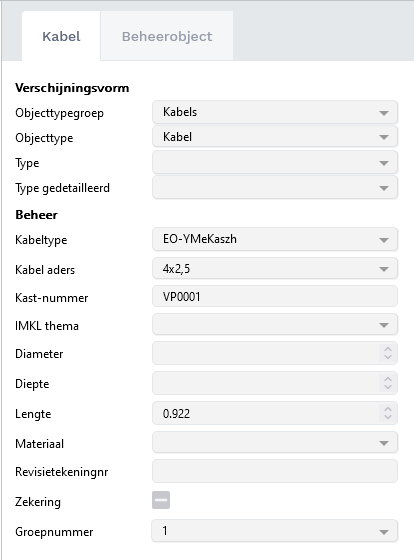 Kabel Beheerobject
Verschijningsvorm
Objecttypegroep Kabels
Objecttype Kabel
Type
Type gedetailleerd
Beheer
Kabeltype EO-YMeKaszh
Kabel aders 4x2,5
Kast-nummer VP0001
IMKL thema
Diameter
Diepte
Lengte 0.922
Materiaal
Revisietekeningnr
Zekering
Groepnummer 1